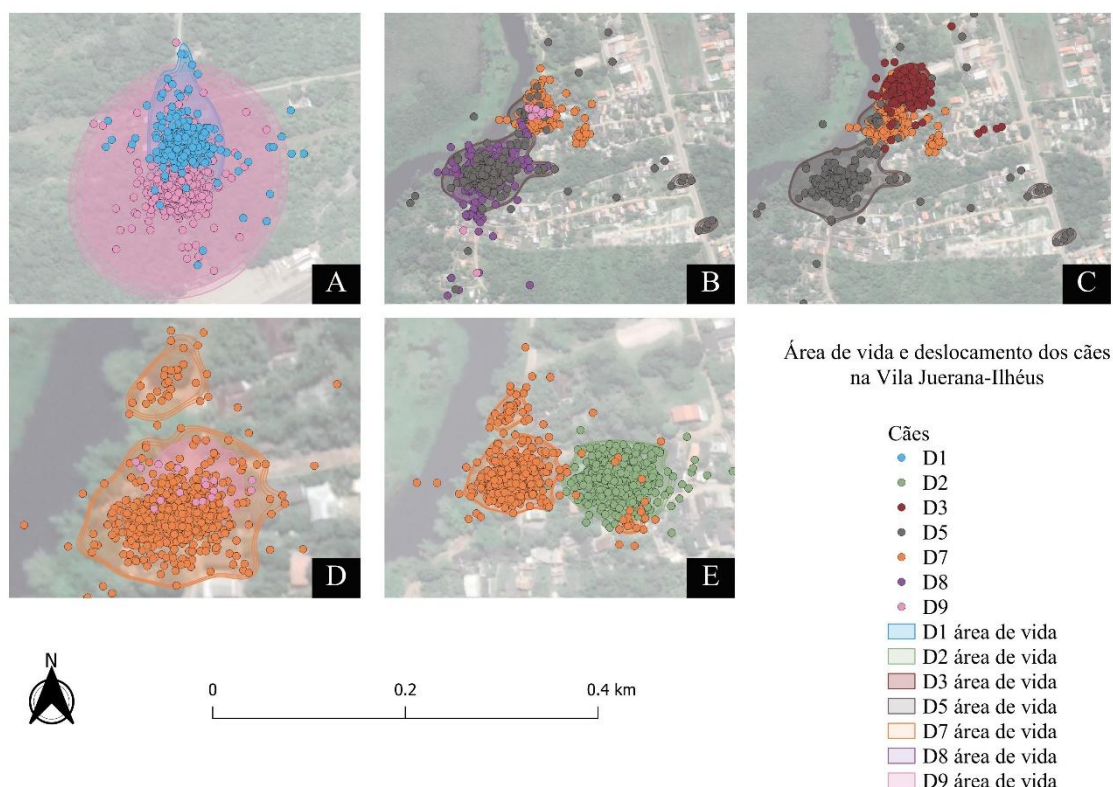 A
B
C
D
E
Área de vida e deslocamento dos cães
na Vila Juerana-Ilhéus
Cães
D1
D2
D3
D5
D7
D8
D9
D1 área de vida
D2 área de vida
D3 área de vida
D5 área de vida
D7 área de vida
D8 área de vida
D9 área de vida
N
0 0.2 0.4 km